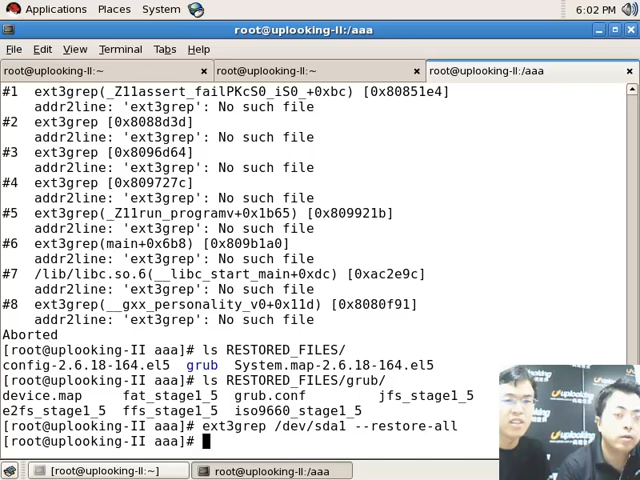 Applications Places System 6:02 PM
root@uplooking-II:/aaa
File Edit View Terminal Tabs Help
root@uplooking-II:~ root@uplooking-II:~ root@uplooking-II:/aaa
#1 ext3grep(_Z11assert_failPKcS0_iS0_+0xbc) [0x80851e4]
addr2line: 'ext3grep': No such file
#2 ext3grep [0x8088d3d]
addr2line: 'ext3grep': No such file
#3 ext3grep [0x8096d64]
addr2line: 'ext3grep': No such file
#4 ext3grep [0x809727c]
addr2line: 'ext3grep': No such file
#5 ext3grep(_Z11run_programv+0x1b65) [0x809921b]
addr2line: 'ext3grep': No such file
#6 ext3grep(main+0x6b8) [0x809b1a0]
addr2line: 'ext3grep': No such file
#7 /lib/libc.so.6(__libc_start_main+0xdc) [0xac2e9c]
addr2line: 'ext3grep': No such file
#8 ext3grep(__gxx_personality_v0+0x11d) [0x8080f91]
addr2line: 'ext3grep': No such file
Aborted
[root@uplooking-II aaa]# ls RESTORED_FILES/
config-2.6.18-164.el5 grub System.map-2.6.18-164.el5
[root@uplooking-II aaa]# ls RESTORED_FILES/grub/
device.map fat_stage1_5 grub.conf jfs_stage1_5
e2fs_stage1_5 ffs_stage1_5 iso9660_stage1_5
[root@uplooking-II aaa]# ext3grep /dev/sda1 --restore-all
[root@uplooking-II aaa]#
[root@uplooking-II:~] root@uplooking-II:/aaa